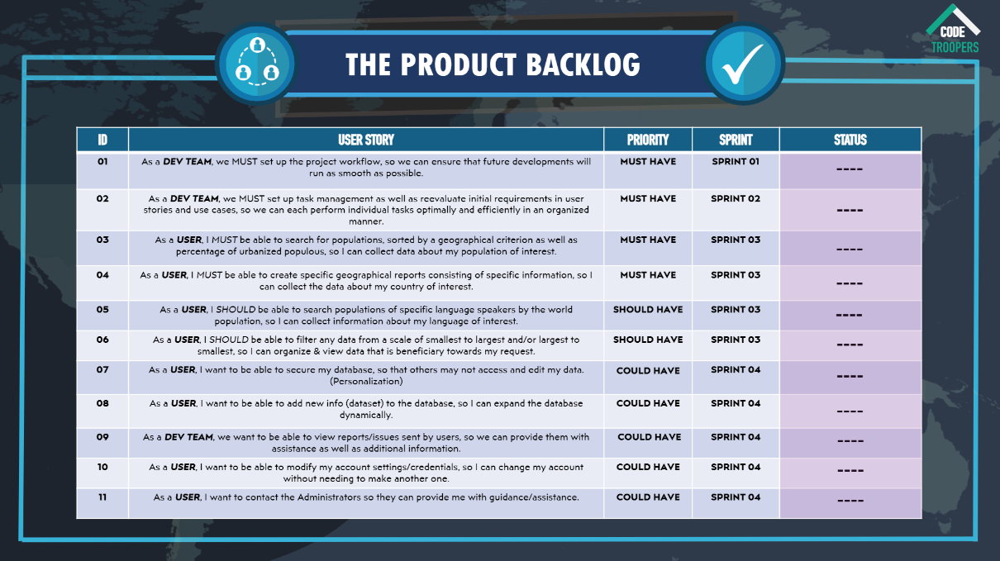 CODE
TROOPERS
THE PRODUCT BACKLOG
ID USER STORY PRIORITY SPRINT STATUS
01 As a DEV TEAM, we MUST set up the project workflow, so we can ensure that future developments will MUST HAVE SPRINT 01 ----
run as smooth as possible.
02 As a DEV TEAM, we MUST set up task management as well as reevaluate initial requirements in user MUST HAVE SPRINT 02 ----
stories and use cases, so we can each perform individual tasks optimally and efficiently in an organized
manner.
03 As a USER, I MUST be able to search for populations, sorted by a geographical criterion as well as MUST HAVE SPRINT 03 ----
percentage of urbanized populous, so I can collect data about my population of interest.
04 As a USER, I MUST be able to create specific geographical reports consisting of specific information, so I MUST HAVE SPRINT 03 ----
can collect the data about my country of interest.
05 As a USER, I SHOULD be able to search populations of specific language speakers by the world SHOULD HAVE SPRINT 03 ----
population, so I can collect information about my language of interest.
06 As a USER, I SHOULD be able to filter any data from a scale of smallest to largest and/or largest to SHOULD HAVE SPRINT 03 ----
smallest, so I can organize & view data that is beneficiary towards my request.
07 As a USER, I want to be able to secure my database, so that others may not access and edit my data. COULD HAVE SPRINT 04 ----
(Personalization)
08 As a USER, I want to be able to add new info (dataset) to the database, so I can expand the database COULD HAVE SPRINT 04 ----
dynamically.
09 As a DEV TEAM, we want to be able to view reports/issues sent by users, so we can provide them with COULD HAVE SPRINT 04 ----
assistance as well as additional information.
10 As a USER, I want to be able to modify my account settings/credentials, so I can change my account COULD HAVE SPRINT 04 ----
without needing to make another one.
11 As a USER, I want to contact the Administrators so they can provide me with guidance/assistance. COULD HAVE SPRINT 04 ----